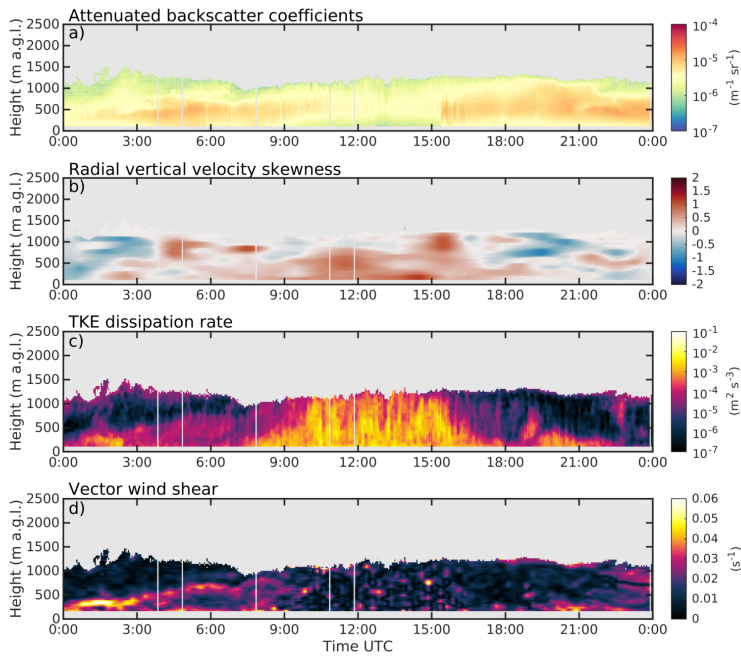 Attenuated backscatter coefficients
a)
Height (m a.g.l.)
2500
2000
1500
1000
500
0
0:00 3:00 6:00 9:00 12:00 15:00 18:00 21:00 0:00
10⁻⁴
10⁻⁵
10⁻⁶
10⁻⁷
(m⁻¹ sr⁻¹)
Radial vertical velocity skewness
b)
Height (m a.g.l.)
2500
2000
1500
1000
500
0
0:00 3:00 6:00 9:00 12:00 15:00 18:00 21:00 0:00
2
1.5
1
0.5
0
-0.5
-1
-1.5
-2
TKE dissipation rate
c)
Height (m a.g.l.)
2500
2000
1500
1000
500
0
0:00 3:00 6:00 9:00 12:00 15:00 18:00 21:00 0:00
10⁻¹
10⁻²
10⁻³
10⁻⁴
10⁻⁵
10⁻⁶
10⁻⁷
(m² s⁻³)
Vector wind shear
d)
Height (m a.g.l.)
2500
2000
1500
1000
500
0
0:00 3:00 6:00 9:00 12:00 15:00 18:00 21:00 0:00
Time UTC
0.06
0.05
0.04
0.03
0.02
0.01
0
(s⁻¹)